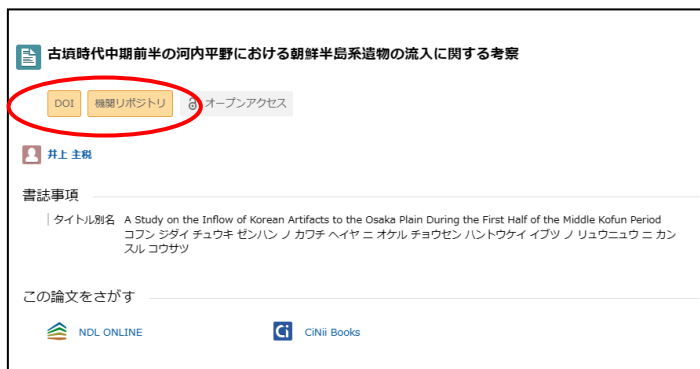 古墳時代中期前半の河内平野における朝鮮半島系遺物の流入に関する考察
DOI 機関リポジトリ オープンアクセス
井上 主税
書誌事項
タイトル別名 A Study on the Inflow of Korean Artifacts to the Osaka Plain During the First Half of the Middle Kofun Period
コフン ジダイ チュウキ ゼンハン ノ カワチ ヘイヤ ニ オケル チョウセン ハントウケイ イブツ ノ リュウニュウ ニ カン
スル コウサツ
この論文をさがす
NDL ONLINE Ci CiNii Books